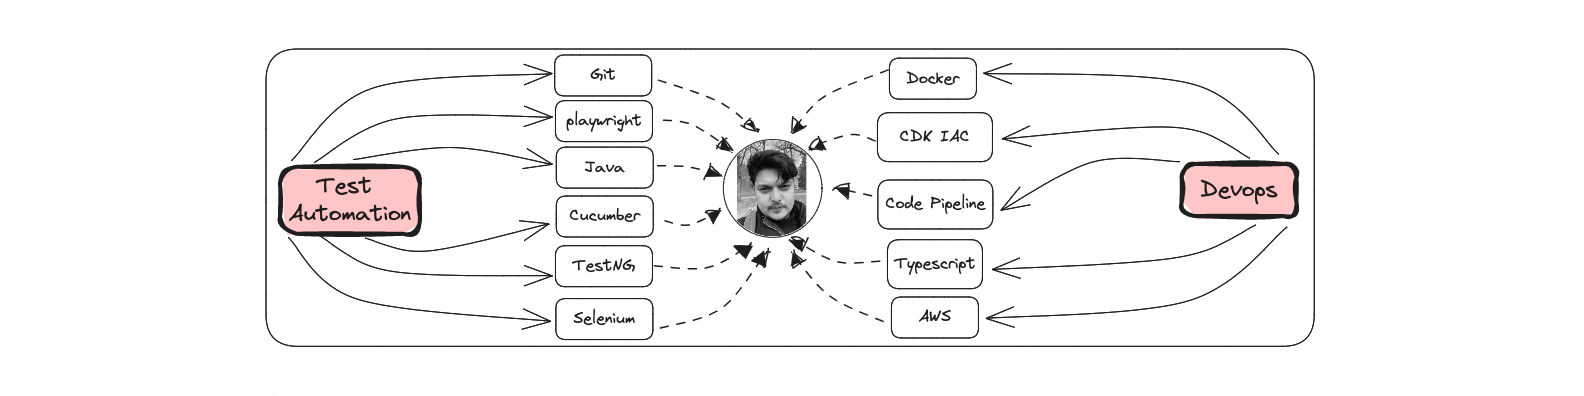 Test
Automation
Git
playwright
Java
Cucumber
TestNG
Selenium
Docker
CDK IAC
Code Pipeline
Typescript
AWS
Devops